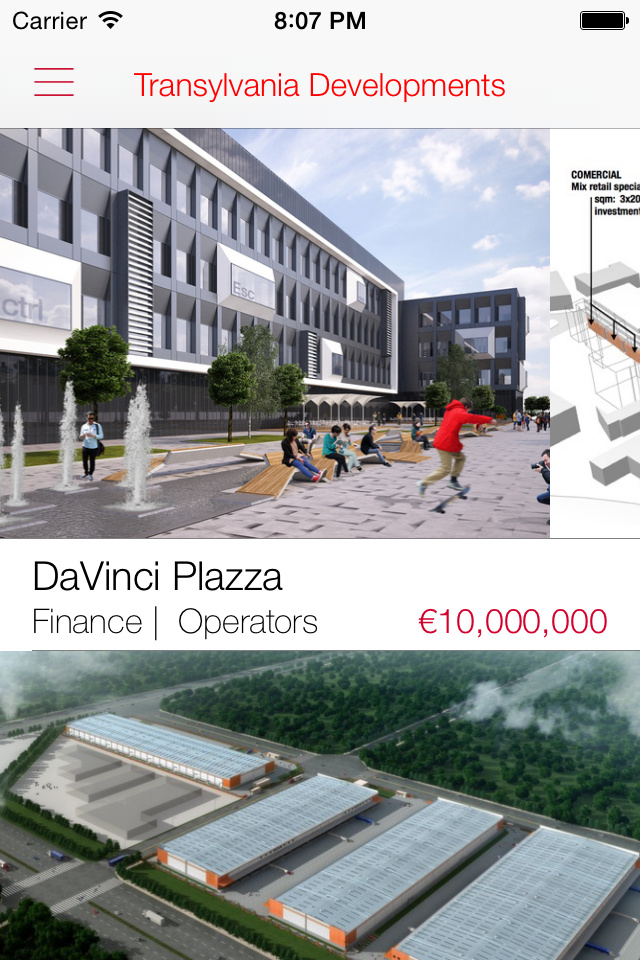 Carrier 8:07 PM
Transylvania Developments
COMERCIAL
Mix retail specia
sqm: 3x20
investment
Esc
ctrl
DaVinci Plazza
Finance | Operators €10,000,000